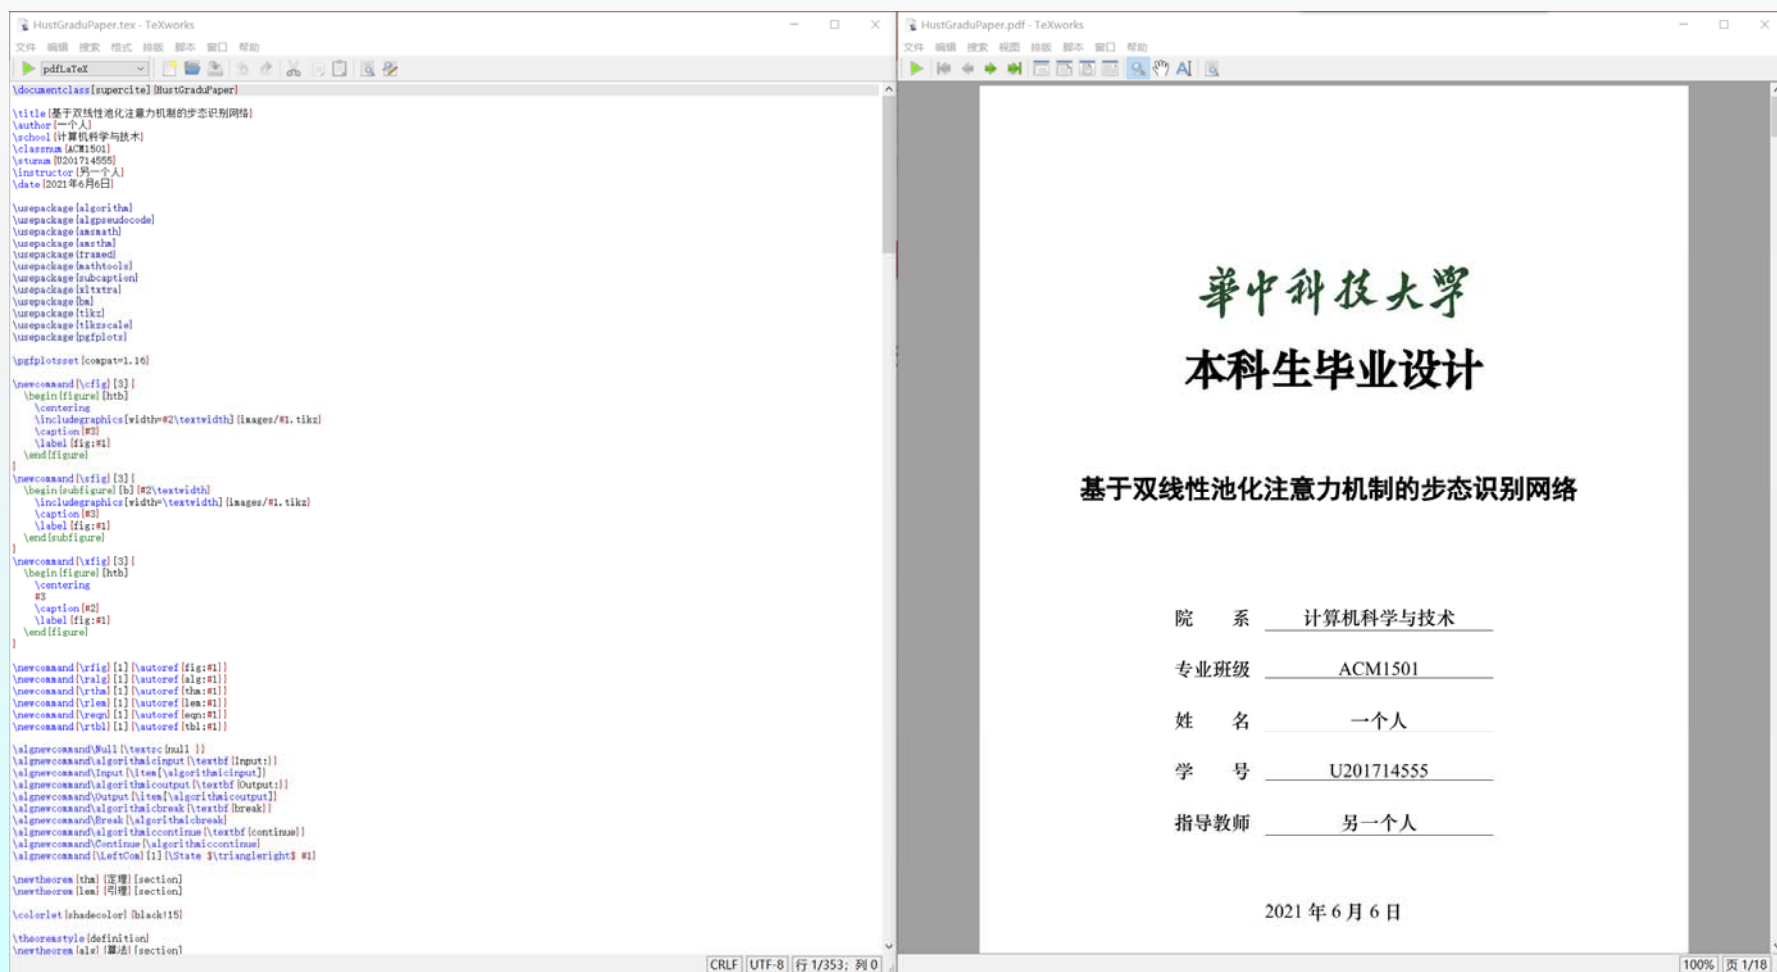 HustGraduPaper.tex - TeXworks
文件 编辑 搜索 格式 排版 脚本 窗口 帮助
pdfLaTeX
\documentclass[supercite]{HustGraduPaper}
\title{基于双线性池化注意力机制的步态识别网络}
\author{一个人}
\school{计算机科学与技术}
\classnum{ACM1501}
\stunum{U201714555}
\instructor{另一个人}
\date{2021年6月6日}
\usepackage{algorithm}
\usepackage{algpseudocode}
\usepackage{amsmath}
\usepackage{amsthm}
\usepackage{framed}
\usepackage{mathtools}
\usepackage{subcaption}
\usepackage{xltxtra}
\usepackage{bm}
\usepackage{tikz}
\usepackage{tikzscale}
\usepackage{pgfplots}
\pgfplotsset{compat=1.16}
\newcommand{\cfig}[3]{
\begin{figure}[htb]
\centering
\includegraphics[width=#2\textwidth]{images/#1.tikz}
\caption{#3}
\label{fig:#1}
\end{figure}
}
\newcommand{\sfig}[3]{
\begin{subfigure}[b]{#2\textwidth}
\includegraphics[width=\textwidth]{images/#1.tikz}
\caption{#3}
\label{fig:#1}
\end{subfigure}
}
\newcommand{\xfig}[3]{
\begin{figure}[htb]
\centering
#3
\caption{#2}
\label{fig:#1}
\end{figure}
}
\newcommand{\rfig}[1]{\autoref{fig:#1}}
\newcommand{\ralg}[1]{\autoref{alg:#1}}
\newcommand{\rthm}[1]{\autoref{thm:#1}}
\newcommand{\rlem}[1]{\autoref{lem:#1}}
\newcommand{\reqn}[1]{\autoref{eqn:#1}}
\newcommand{\rtbl}[1]{\autoref{tbl:#1}}
\algnewcommand\Null{\textsc{null }}
\algnewcommand\algorithmicinput{\textbf{Input:}}
\algnewcommand\Input{\item[\algorithmicinput]}
\algnewcommand\algorithmicoutput{\textbf{Output:}}
\algnewcommand\Output{\item[\algorithmicoutput]}
\algnewcommand\algorithmicbreak{\textbf{break}}
\algnewcommand\Break{\algorithmicbreak}
\algnewcommand\algorithmiccontinue{\textbf{continue}}
\algnewcommand\Continue{\algorithmiccontinue}
\algnewcommand{\LeftCom}[1]{\State $\triangleright$ #1}
\newtheorem{thm}{定理}[section]
\newtheorem{lem}{引理}[section]
\colorlet{shadecolor}{black!15}
\theoremstyle{definition}
\newtheorem{alg}{算法}[section]
CRLF UTF-8 行 1/353; 列 0
HustGraduPaper.pdf - TeXworks
文件 编辑 搜索 视图 排版 脚本 窗口 帮助
華中科技大學
本科生毕业设计
基于双线性池化注意力机制的步态识别网络
院 系 计算机科学与技术
专业班级 ACM1501
姓 名 一个人
学 号 U201714555
指导教师 另一个人
2021 年 6 月 6 日
100% 页 1/18